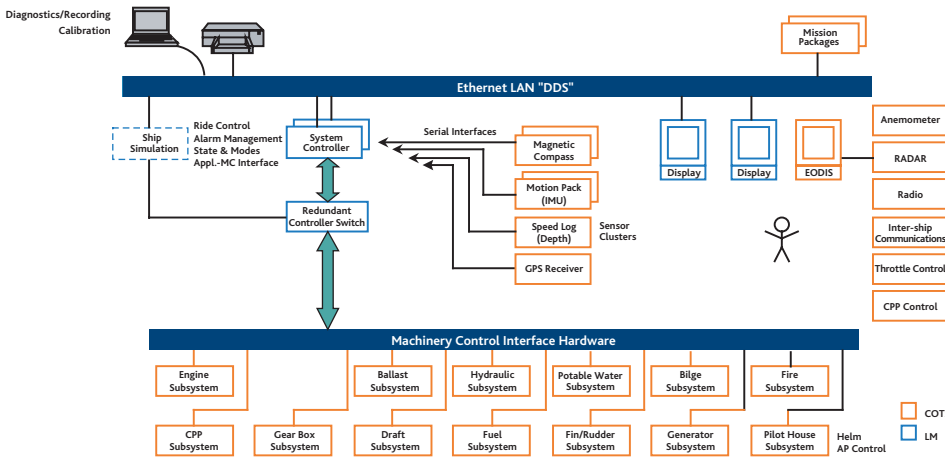 Diagnostics/Recording
Calibration
Mission
Packages
Ethernet LAN "DDS"
Ship
Simulation
Ride Control
Alarm Management
State & Modes
Appl.-MC Interface
System
Controller
Serial Interfaces
Magnetic
Compass
Motion Pack
(IMU)
Speed Log
(Depth)
GPS Receiver
Sensor
Clusters
Redundant
Controller Switch
Display
Display
EODIS
Anemometer
RADAR
Radio
Inter-ship
Communications
Throttle Control
CPP Control
Machinery Control Interface Hardware
Engine
Subsystem
Ballast
Subsystem
Hydraulic
Subsystem
Potable Water
Subsystem
Bilge
Subsystem
Fire
Subsystem
CPP
Subsystem
Gear Box
Subsystem
Draft
Subsystem
Fuel
Subsystem
Fin/Rudder
Subsystem
Generator
Subsystem
Pilot House
Subsystem
Helm
AP Control
COT
LM